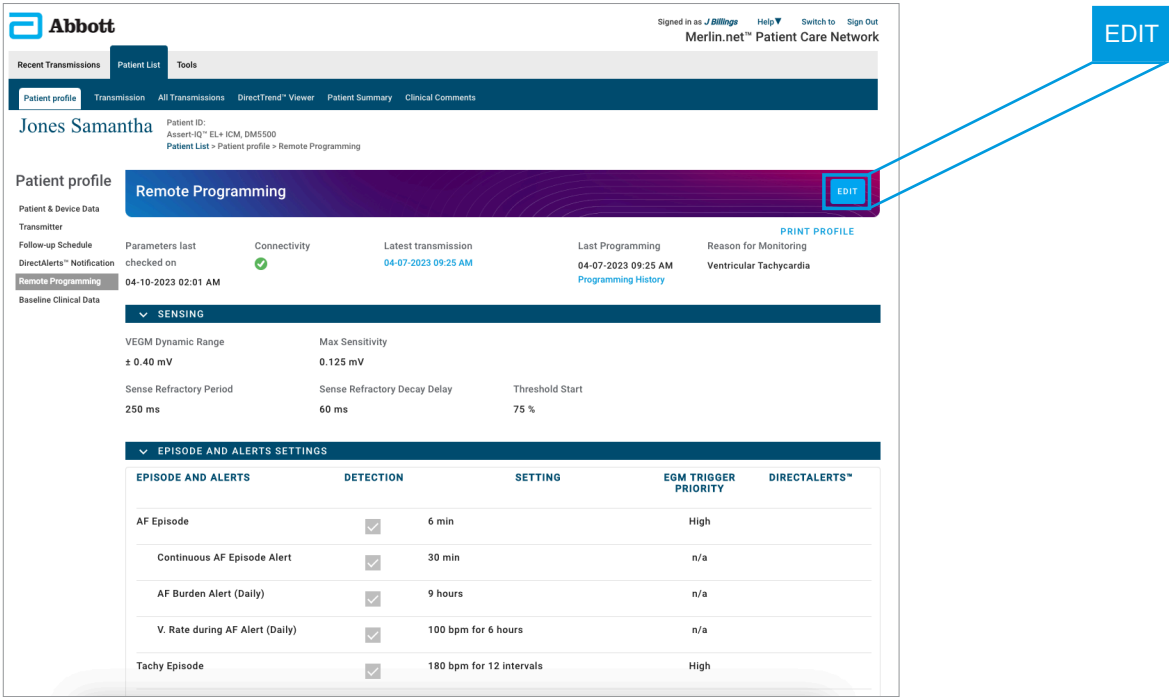 Abbott
Signed in as J Billings Help▼ Switch to Sign Out
Merlin.net™ Patient Care Network
EDIT
Recent Transmissions Patient List Tools
Patient profile Transmission All Transmissions DirectTrend™ Viewer Patient Summary Clinical Comments
Jones Samantha
Patient ID:
Assert-IQ™ EL+ ICM, DM5500
Patient List > Patient profile > Remote Programming
Patient profile
Patient & Device Data
Transmitter
Follow-up Schedule
DirectAlerts™ Notification
Remote Programming
Baseline Clinical Data
Remote Programming
EDIT
PRINT PROFILE
Parameters last checked on
04-10-2023 02:01 AM
Connectivity
Latest transmission
04-07-2023 09:25 AM
Last Programming
04-07-2023 09:25 AM
Programming History
Reason for Monitoring
Ventricular Tachycardia
SENSING
VEGM Dynamic Range Max Sensitivity
± 0.40 mV 0.125 mV
Sense Refractory Period Sense Refractory Decay Delay Threshold Start
250 ms 60 ms 75 %
EPISODE AND ALERTS SETTINGS
EPISODE AND ALERTS DETECTION SETTING EGM TRIGGER PRIORITY DIRECTALERTS™
AF Episode 6 min High
Continuous AF Episode Alert 30 min n/a
AF Burden Alert (Daily) 9 hours n/a
V. Rate during AF Alert (Daily) 100 bpm for 6 hours n/a
Tachy Episode 180 bpm for 12 intervals High